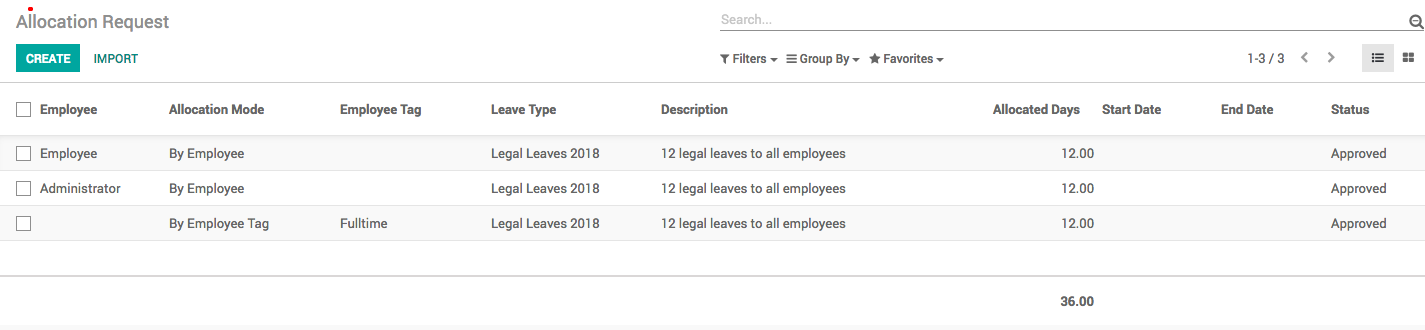 Allocation Request
Search...
CREATE IMPORT
Filters Group By Favorites 1-3 / 3
Employee Allocation Mode Employee Tag Leave Type Description Allocated Days Start Date End Date Status
Employee By Employee Legal Leaves 2018 12 legal leaves to all employees 12.00 Approved
Administrator By Employee Legal Leaves 2018 12 legal leaves to all employees 12.00 Approved
By Employee Tag Fulltime Legal Leaves 2018 12 legal leaves to all employees 12.00 Approved
36.00